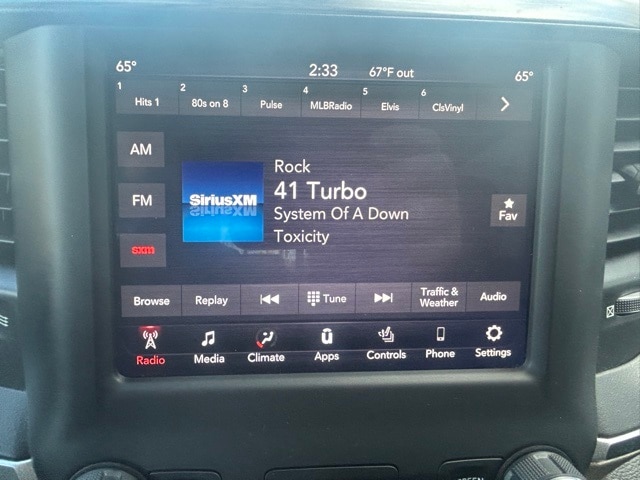 65°
2:33
67°F out
65°
1 Hits 1
2 80s on 8
3 Pulse
4 MLBRadio
5 Elvis
6 ClsVinyl
AM
FM
sxm
SiriusXM
Rock
41 Turbo
System Of A Down
Toxicity
Fav
Browse
Replay
Tune
Traffic &
Weather
Audio
Radio
Media
Climate
Apps
Controls
Phone
Settings